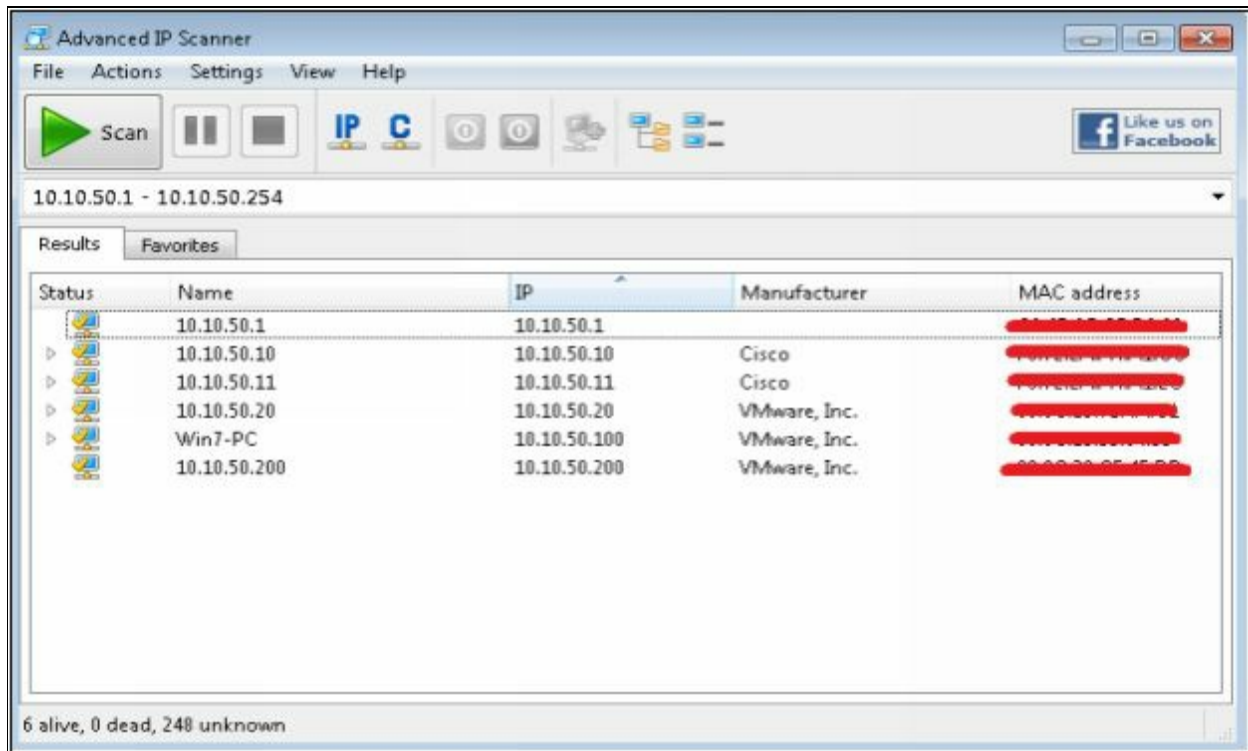 Advanced IP Scanner
File Actions Settings View Help
Scan IP C Like us on Facebook
10.10.50.1 - 10.10.50.254
Results Favorites
Status Name IP Manufacturer MAC address
10.10.50.1 10.10.50.1
10.10.50.10 10.10.50.10 Cisco
10.10.50.11 10.10.50.11 Cisco
10.10.50.20 10.10.50.20 VMware, Inc.
Win7-PC 10.10.50.100 VMware, Inc.
10.10.50.200 10.10.50.200 VMware, Inc.
6 alive, 0 dead, 248 unknown